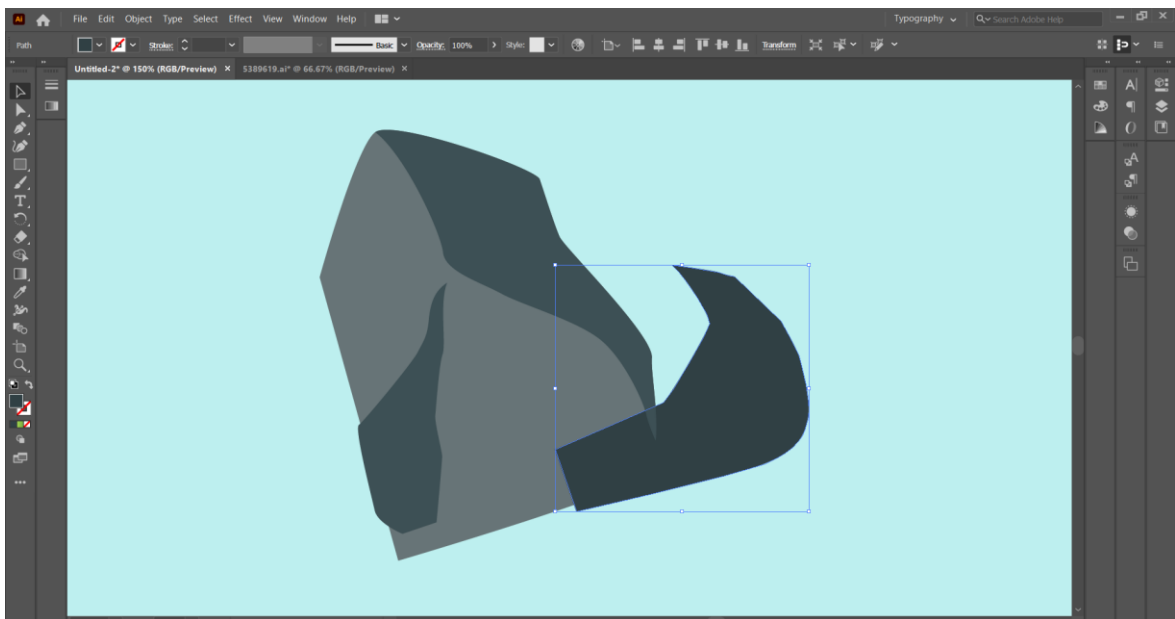 Ai File Edit Object Type Select Effect View Window Help Typography Search Adobe Help
Path Stroke: Basic Opacity: 100% Style: Transform
Untitled-2* @ 150% (RGB/Preview) × 5389619.ai* @ 66.67% (RGB/Preview) ×